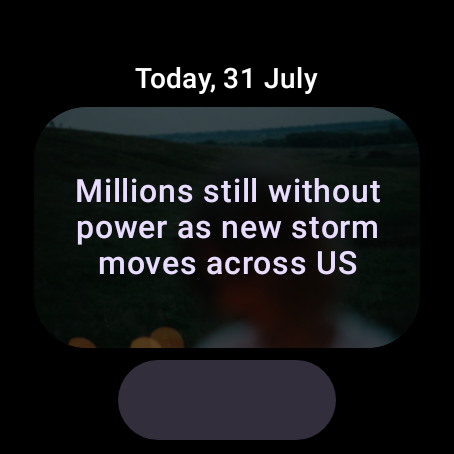 Today, 31 July
Millions still without
power as new storm
moves across US